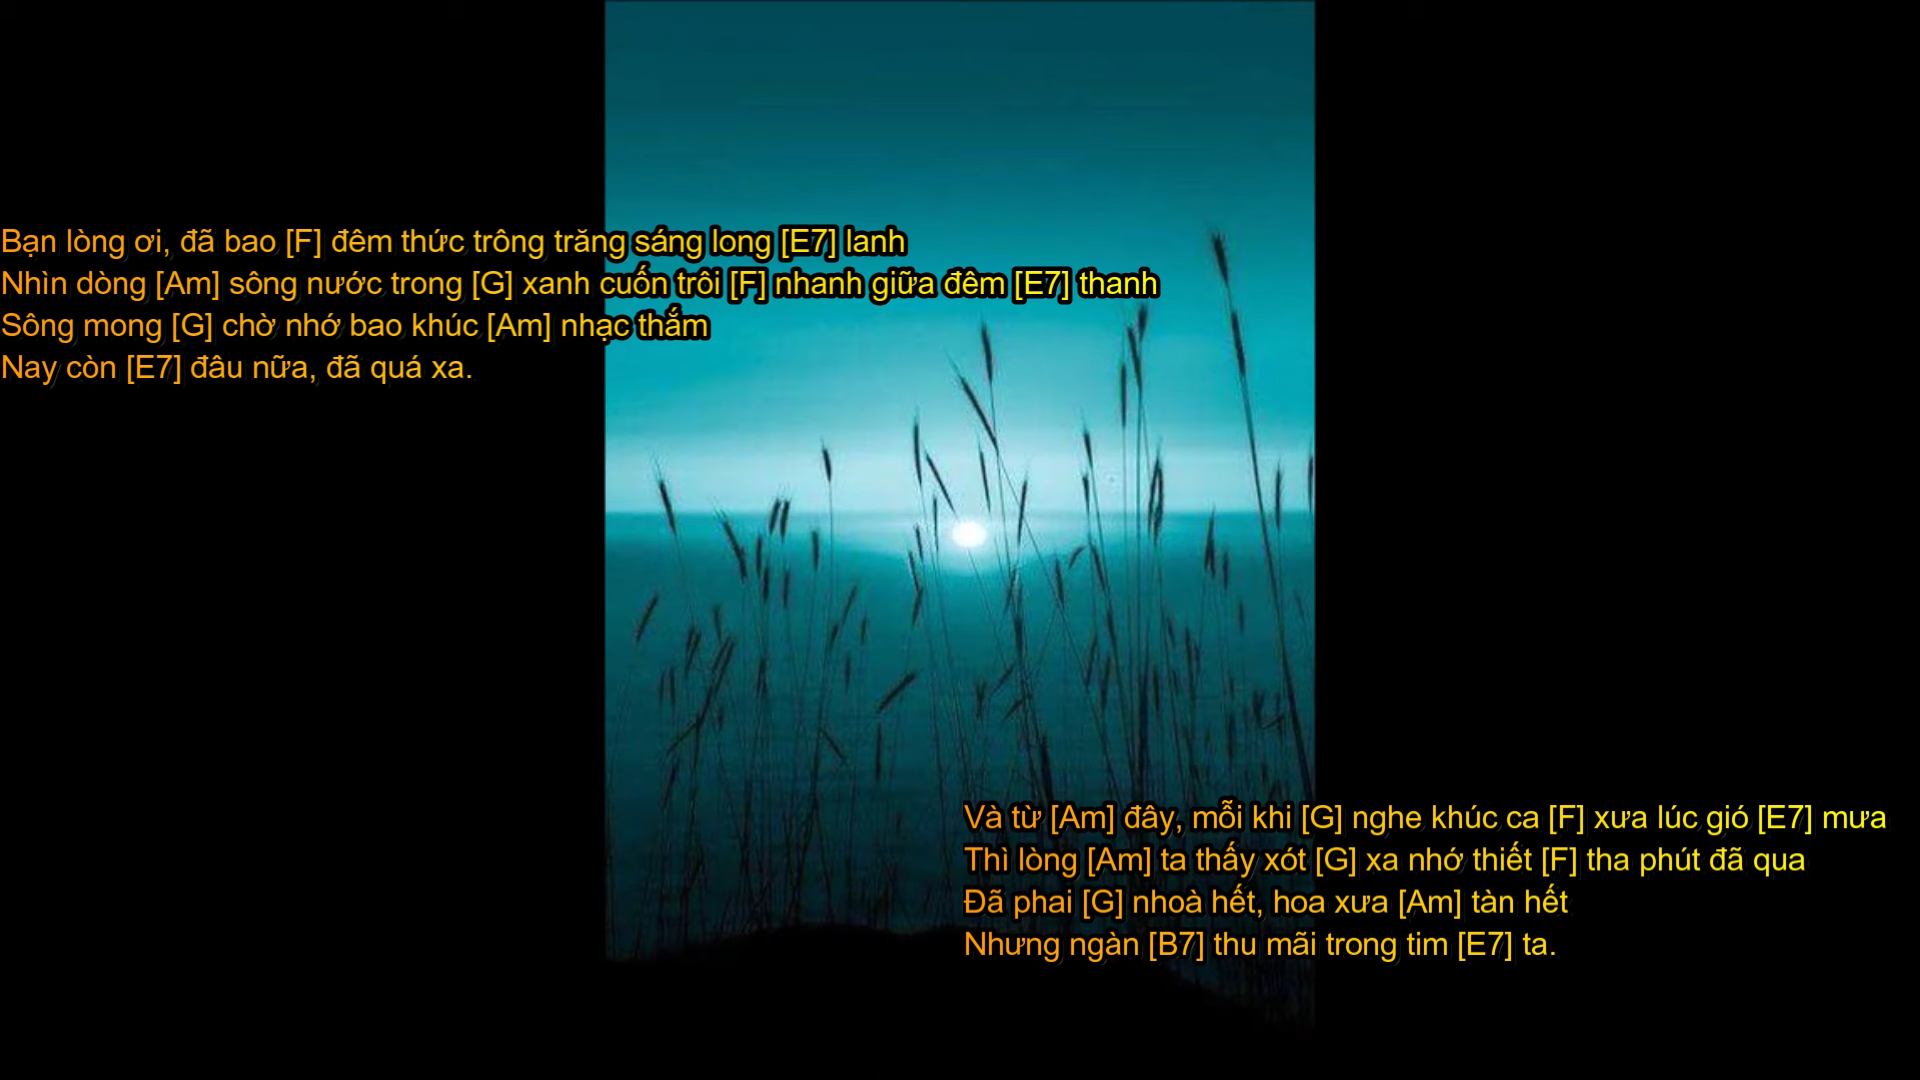 Bạn lòng ơi, đã bao [F] đêm thức trông trăng sáng long [E7] lanh
Nhìn dòng [Am] sông nước trong [G] xanh cuốn trôi [F] nhanh giữa đêm [E7] thanh
Sông mong [G] chờ nhớ bao khúc [Am] nhạc thắm
Nay còn [E7] đâu nữa, đã quá xa.
Và từ [Am] đây, mỗi khi [G] nghe khúc ca [F] xưa lúc gió [E7] mưa
Thì lòng [Am] ta thấy xót [G] xa nhớ thiết [F] tha phút đã qua
Đã phai [G] nhoà hết, hoa xưa [Am] tàn hết
Nhưng ngàn [B7] thu mãi trong tim [E7] ta.